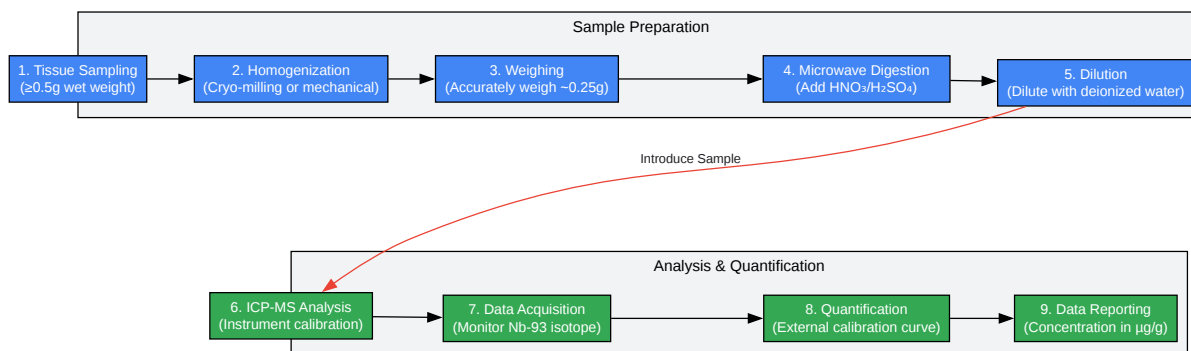 Sample Preparation
1. Tissue Sampling
(≥0.5g wet weight)
2. Homogenization
(Cryo-milling or mechanical)
3. Weighing
(Accurately weigh ~0.25g)
4. Microwave Digestion
(Add HNO₃/H₂SO₄)
5. Dilution
(Dilute with deionized water)
Introduce Sample
Analysis & Quantification
6. ICP-MS Analysis
(Instrument calibration)
7. Data Acquisition
(Monitor Nb-93 isotope)
8. Quantification
(External calibration curve)
9. Data Reporting
(Concentration in µg/g)